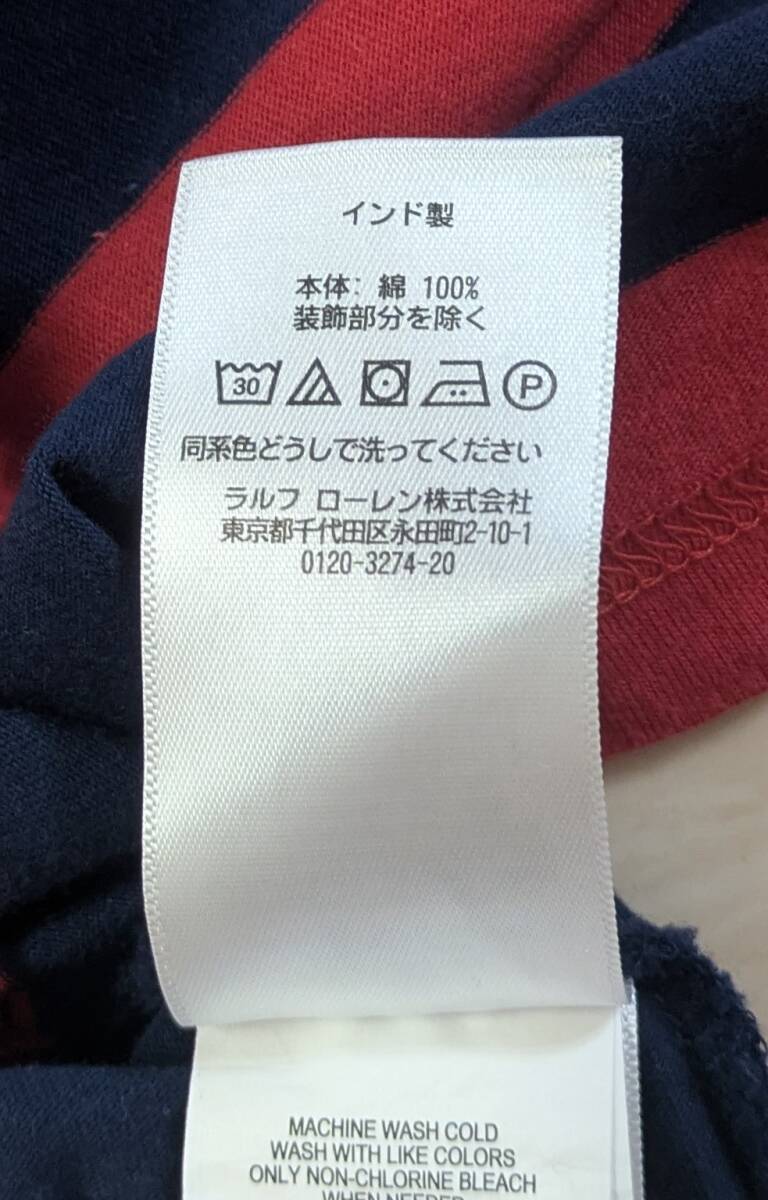 インド製
本体: 綿 100%
装飾部分を除く
30 P
同系色どうしで洗ってください
ラルフ ローレン株式会社
東京都千代田区永田町2-10-1
0120-3274-20
MACHINE WASH COLD
WASH WITH LIKE COLORS
ONLY NON-CHLORINE BLEACH
WHEN NEEDED